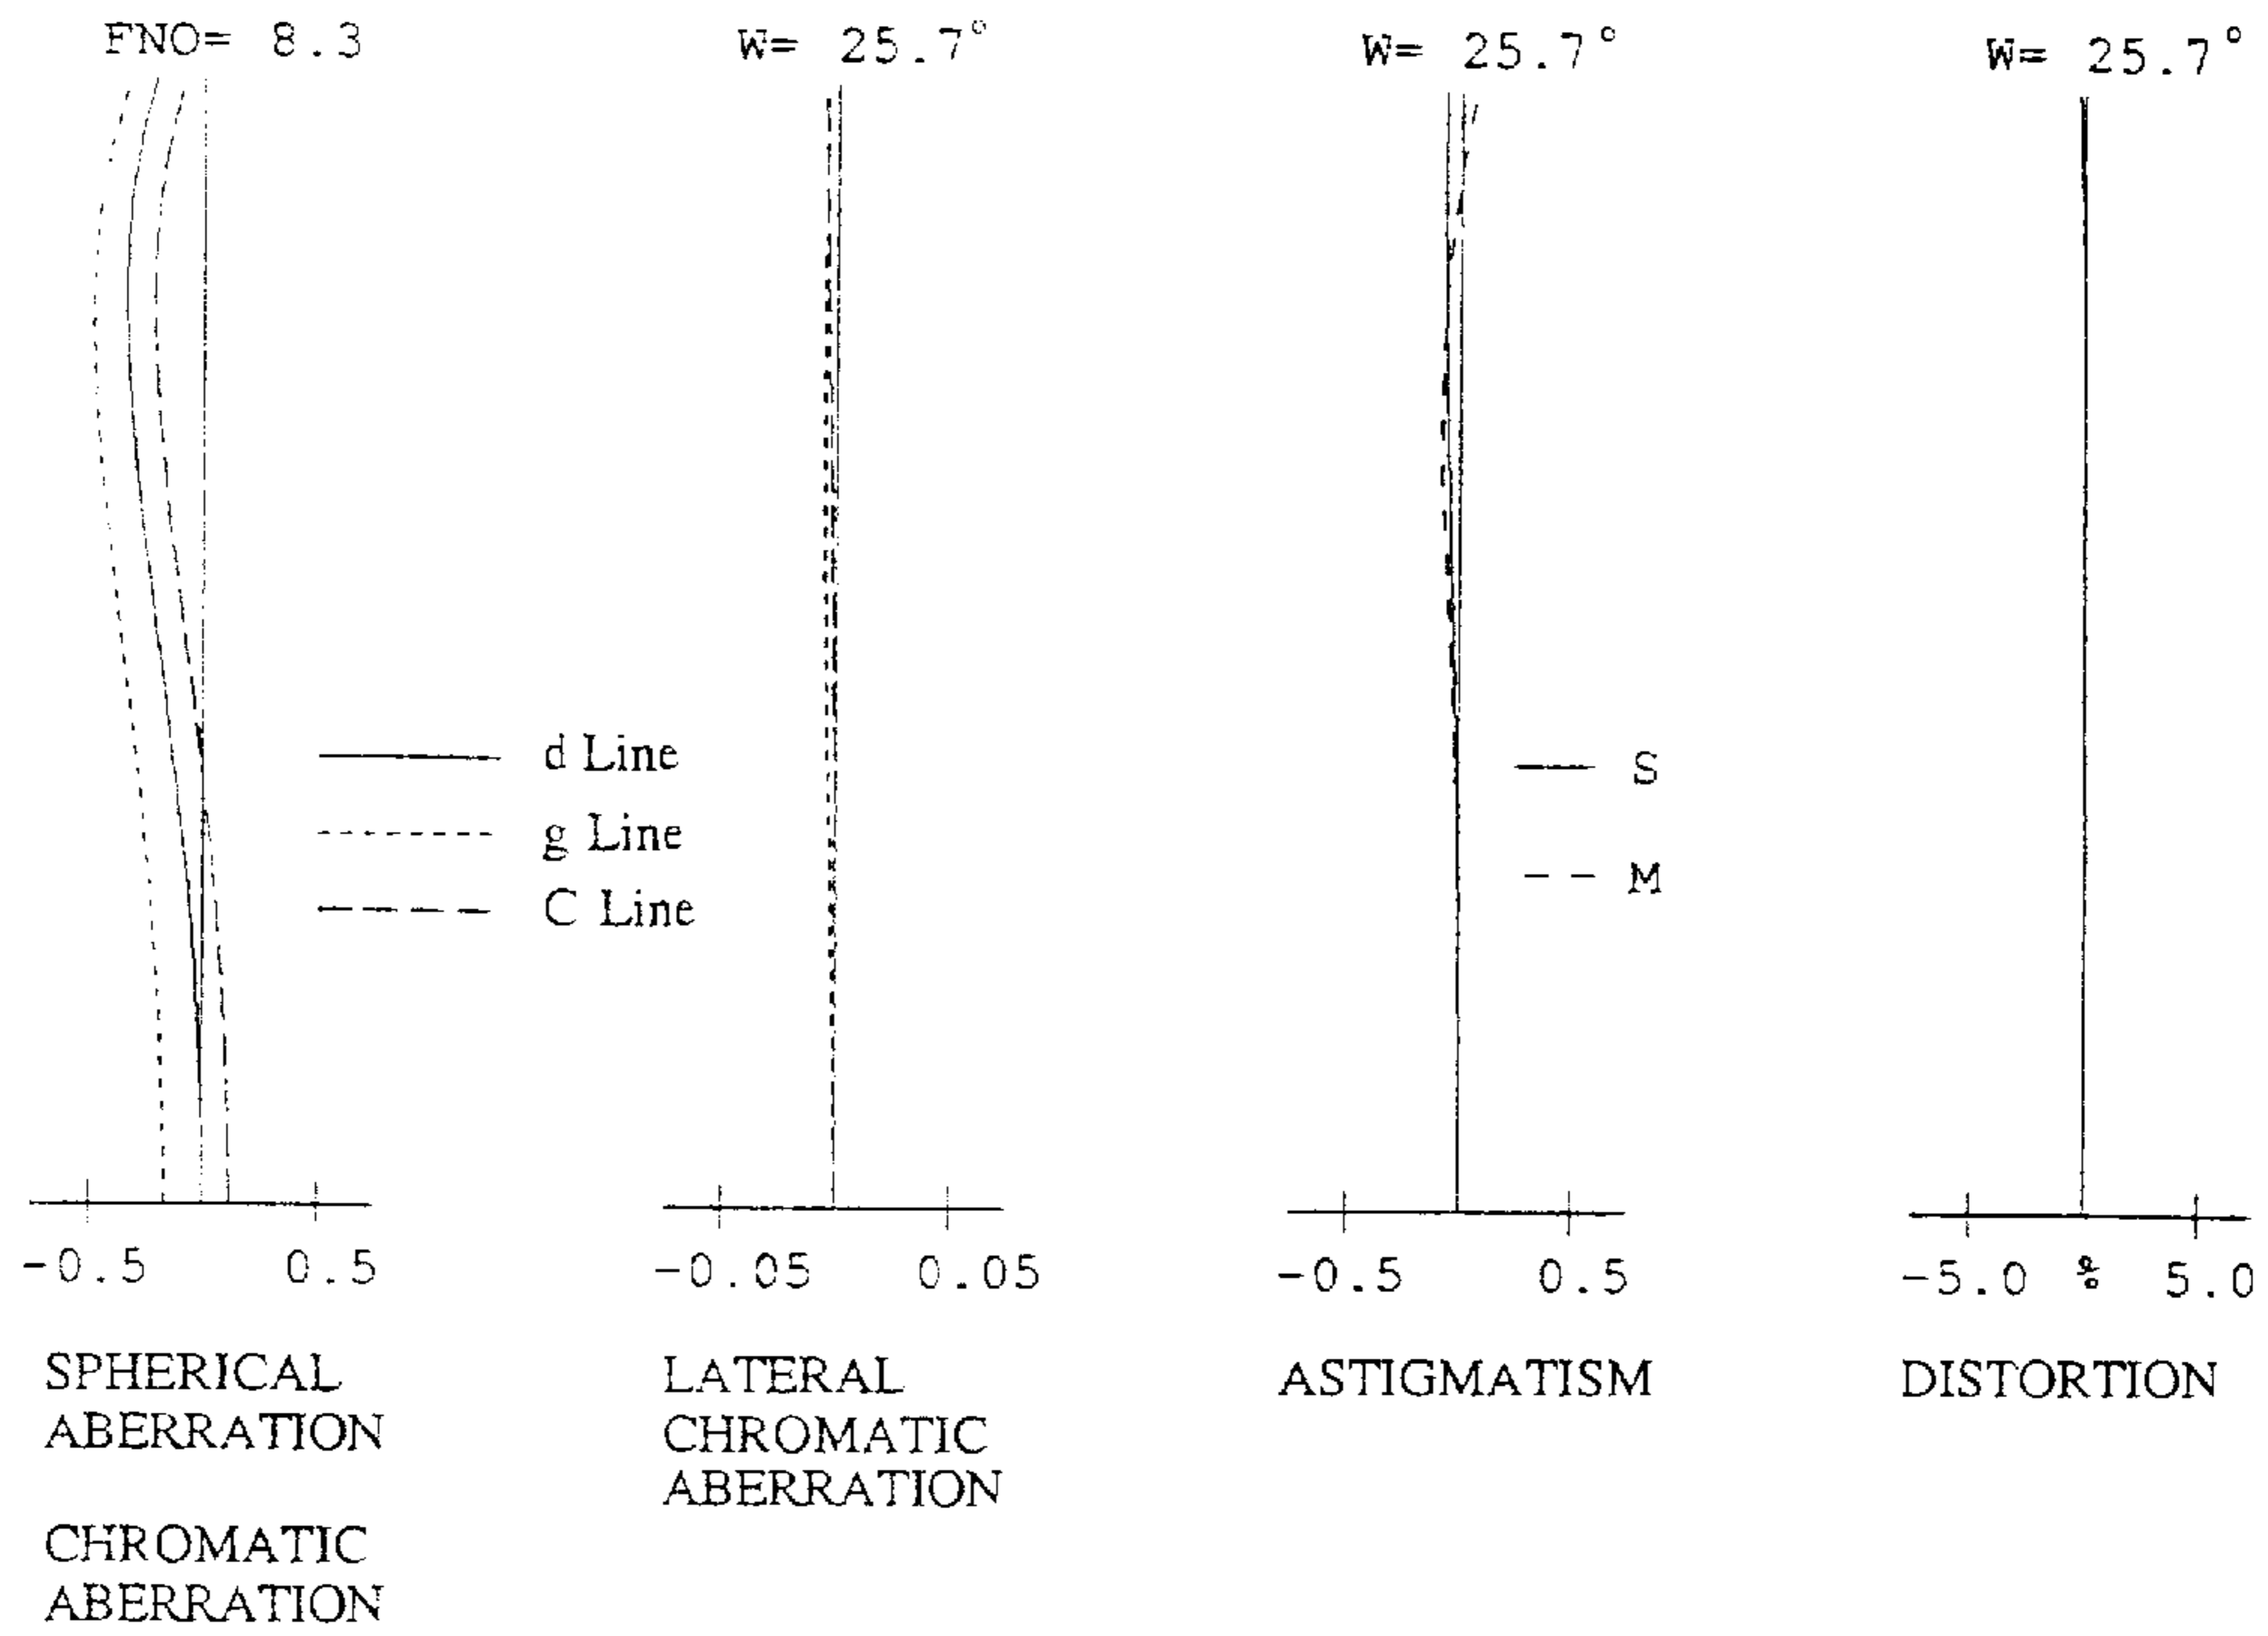 FNO= 8.3
W= 25.7°
W= 25.7°
W= 25.7°
d Line
g Line
C Line
S
M
-0.5 0.5
-0.05 0.05
-0.5 0.5
-5.0 % 5.0
SPHERICAL
ABERRATION
CHROMATIC
ABERRATION
LATERAL
CHROMATIC
ABERRATION
ASTIGMATISM
DISTORTION